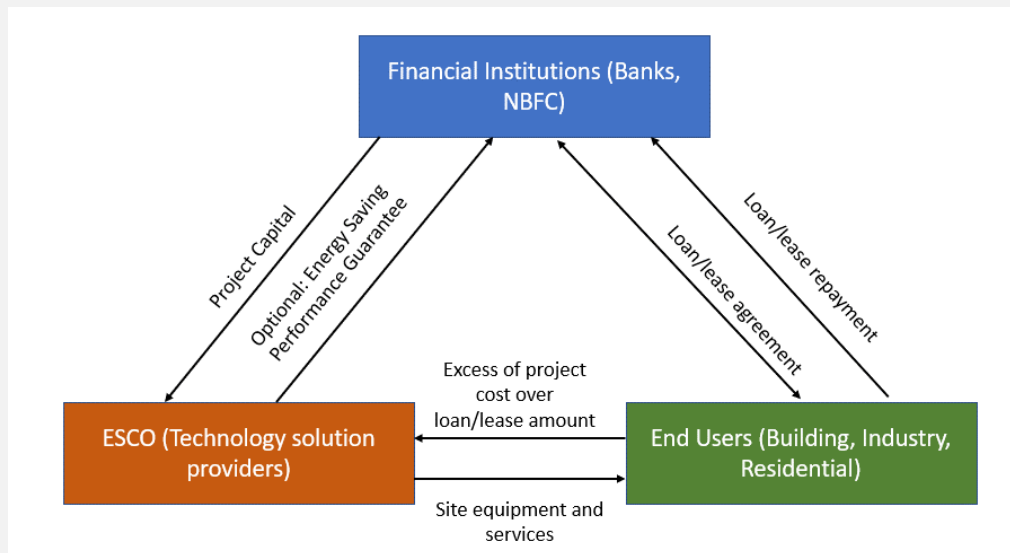 Financial Institutions (Banks,
NBFC)
Project Capital
Optional: Energy Saving
Performance Guarantee
Loan/lease agreement
Loan/lease repayment
Excess of project
cost over
loan/lease amount
ESCO (Technology solution
providers)
End Users (Building, Industry,
Residential)
Site equipment and
services